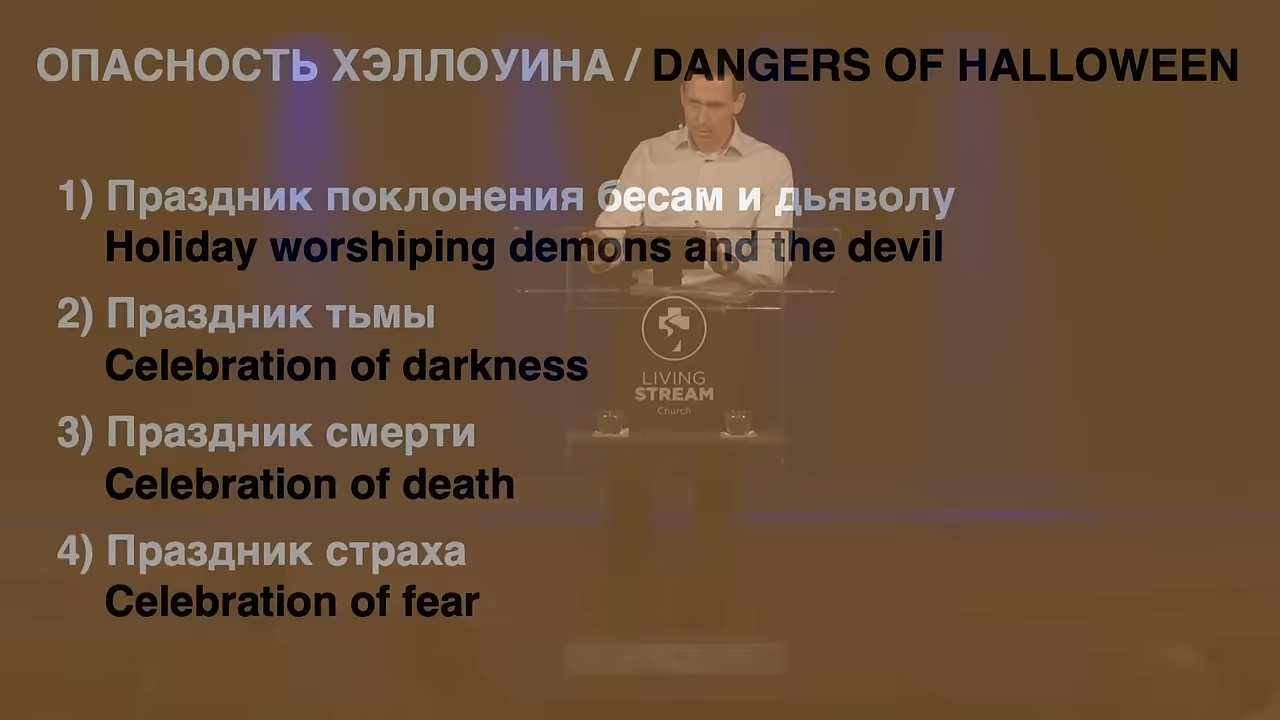 ОПАСНОСТЬ ХЭЛЛОУИНА / DANGERS OF HALLOWEEN
1) Праздник поклонения бесам и дьяволу
Holiday worshiping demons and the devil
2) Праздник тьмы
Celebration of darkness
3) Праздник смерти
Celebration of death
4) Праздник страха
Celebration of fear
LIVING
STREAM
Church